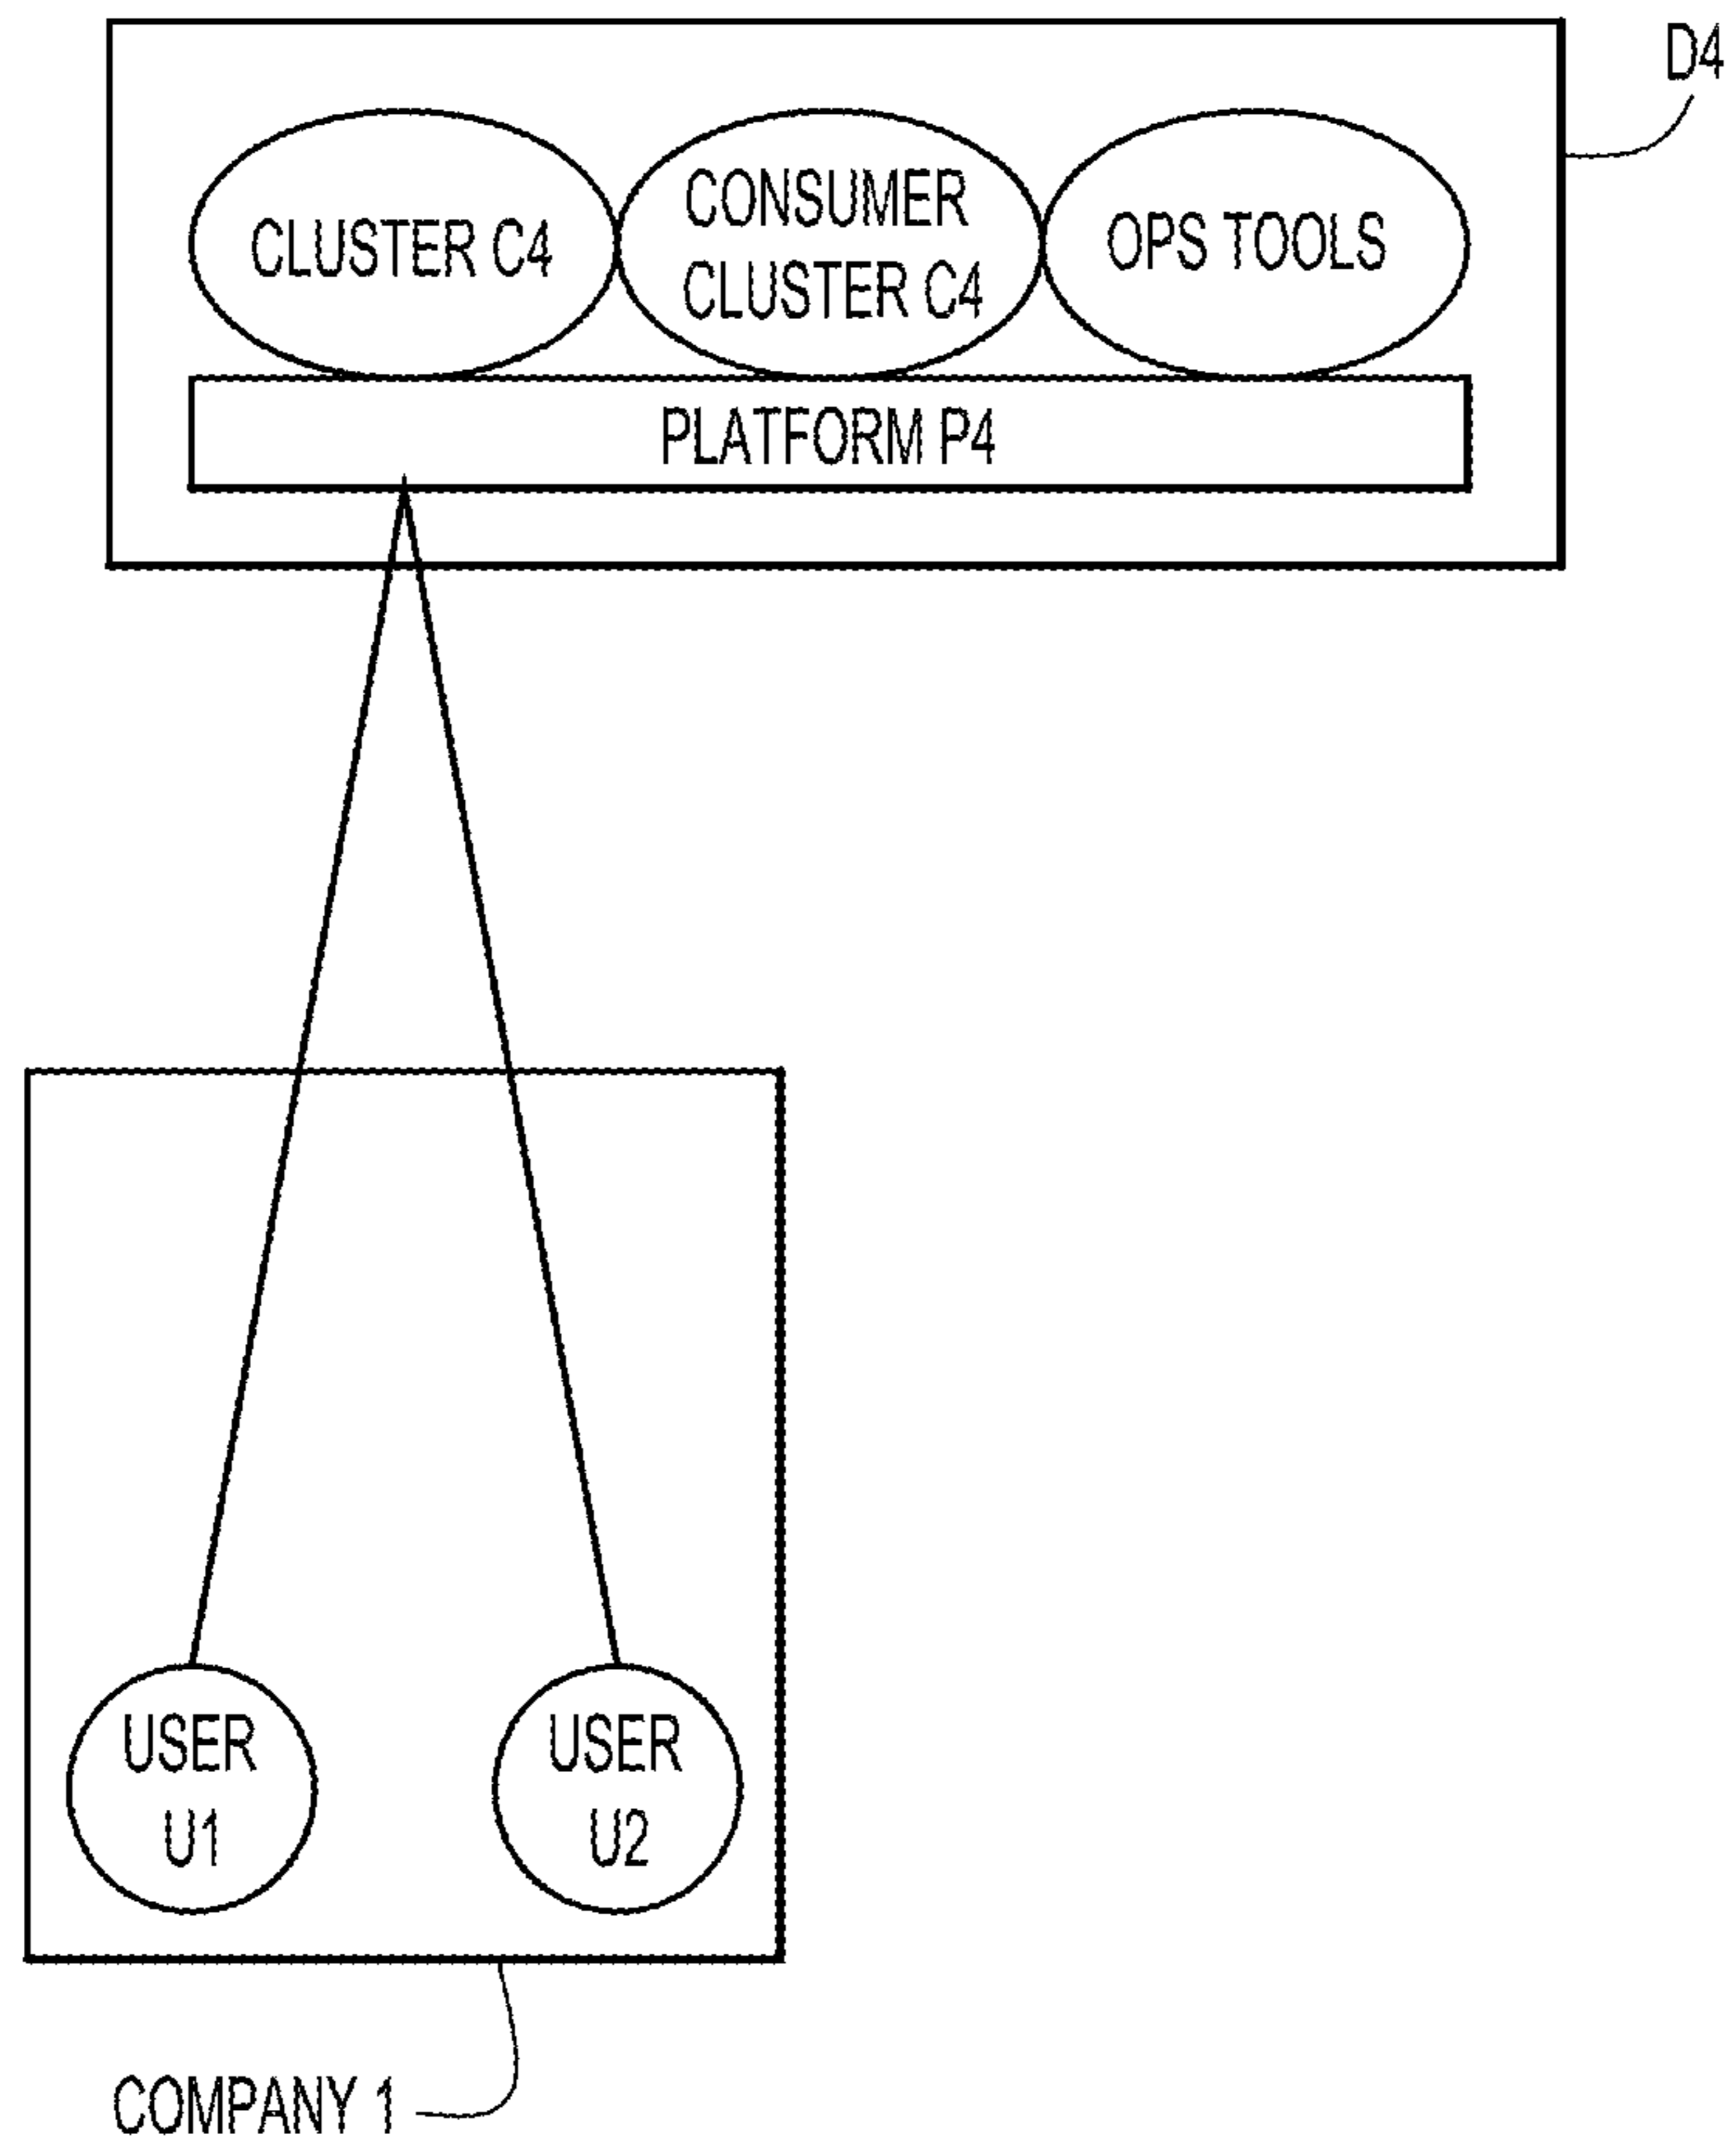 D4
CLUSTER C4
CONSUMER
CLUSTER C4
OPS TOOLS
PLATFORM P4
USER
U1
USER
U2
COMPANY 1